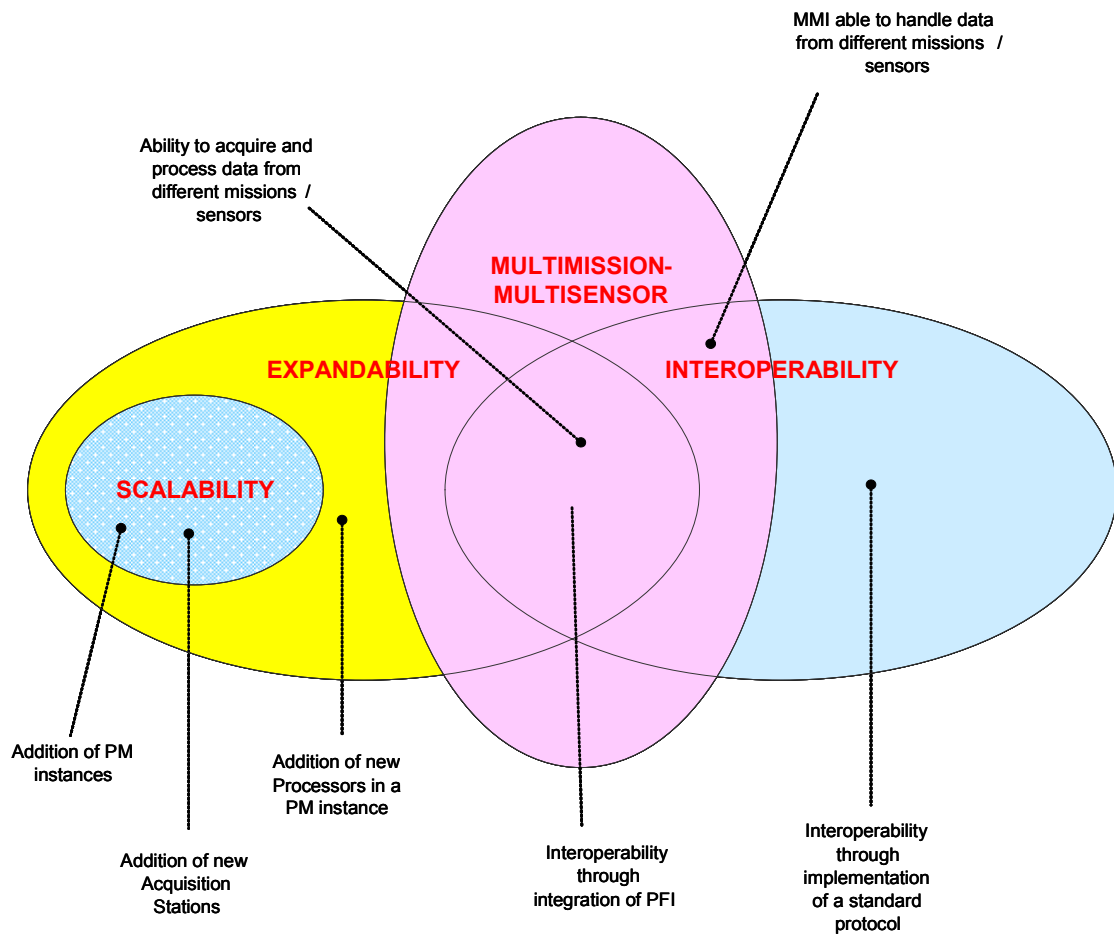 MMI able to handle data
from different missions /
sensors
Ability to acquire and
process data from
different missions /
sensors
MULTIMISSION-
MULTISENSOR
EXPANDABILITY
INTEROPERABILITY
SCALABILITY
Addition of PM
instances
Addition of new
Processors in a
PM instance
Addition of new
Acquisition
Stations
Interoperability
through
integration of PFI
Interoperability
through
implementation
of a standard
protocol